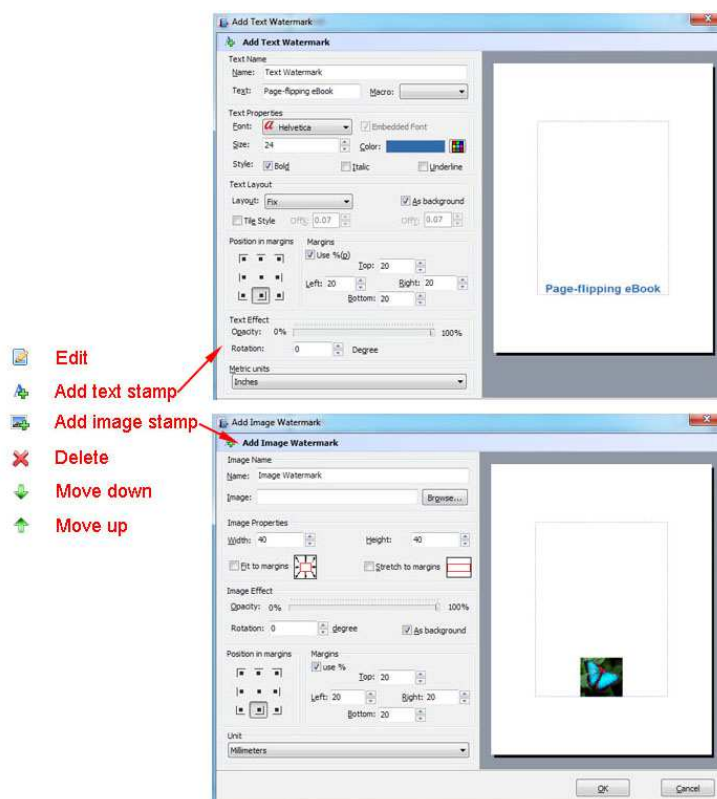 Add Text Watermark
Add Text Watermark
Text Name
Name: Text Watermark
Text: Page-flipping eBook Macro:
Text Properties
Font: a Helvetica Embedded Font
Size: 24 Color:
Style: Bold Italic Underline
Text Layout
Layout: Fix As background
Tile Style 0.07 0.07
Position in margins Margins
Use %(p)
Top: 20
Left: 20 Right: 20
Bottom: 20
Page-flipping eBook
Text Effect
Opacity: 0% 100%
Rotation: 0 Degree
Metric units
Inches
Edit
Add text stamp
Add image stamp
Delete
Move down
Move up
Add Image Watermark
Add Image Watermark
Image Name
Name: Image Watermark
Image: Browse...
Image Properties
Width: 40 Height: 40
Fit to margins Stretch to margins
Image Effect
Opacity: 0% 100%
Rotation: 0 degree As background
Position in margins Margins
use %
Top: 20
Left: 20 Right: 20
Bottom: 20
Unit
Millimeters
OK Cancel